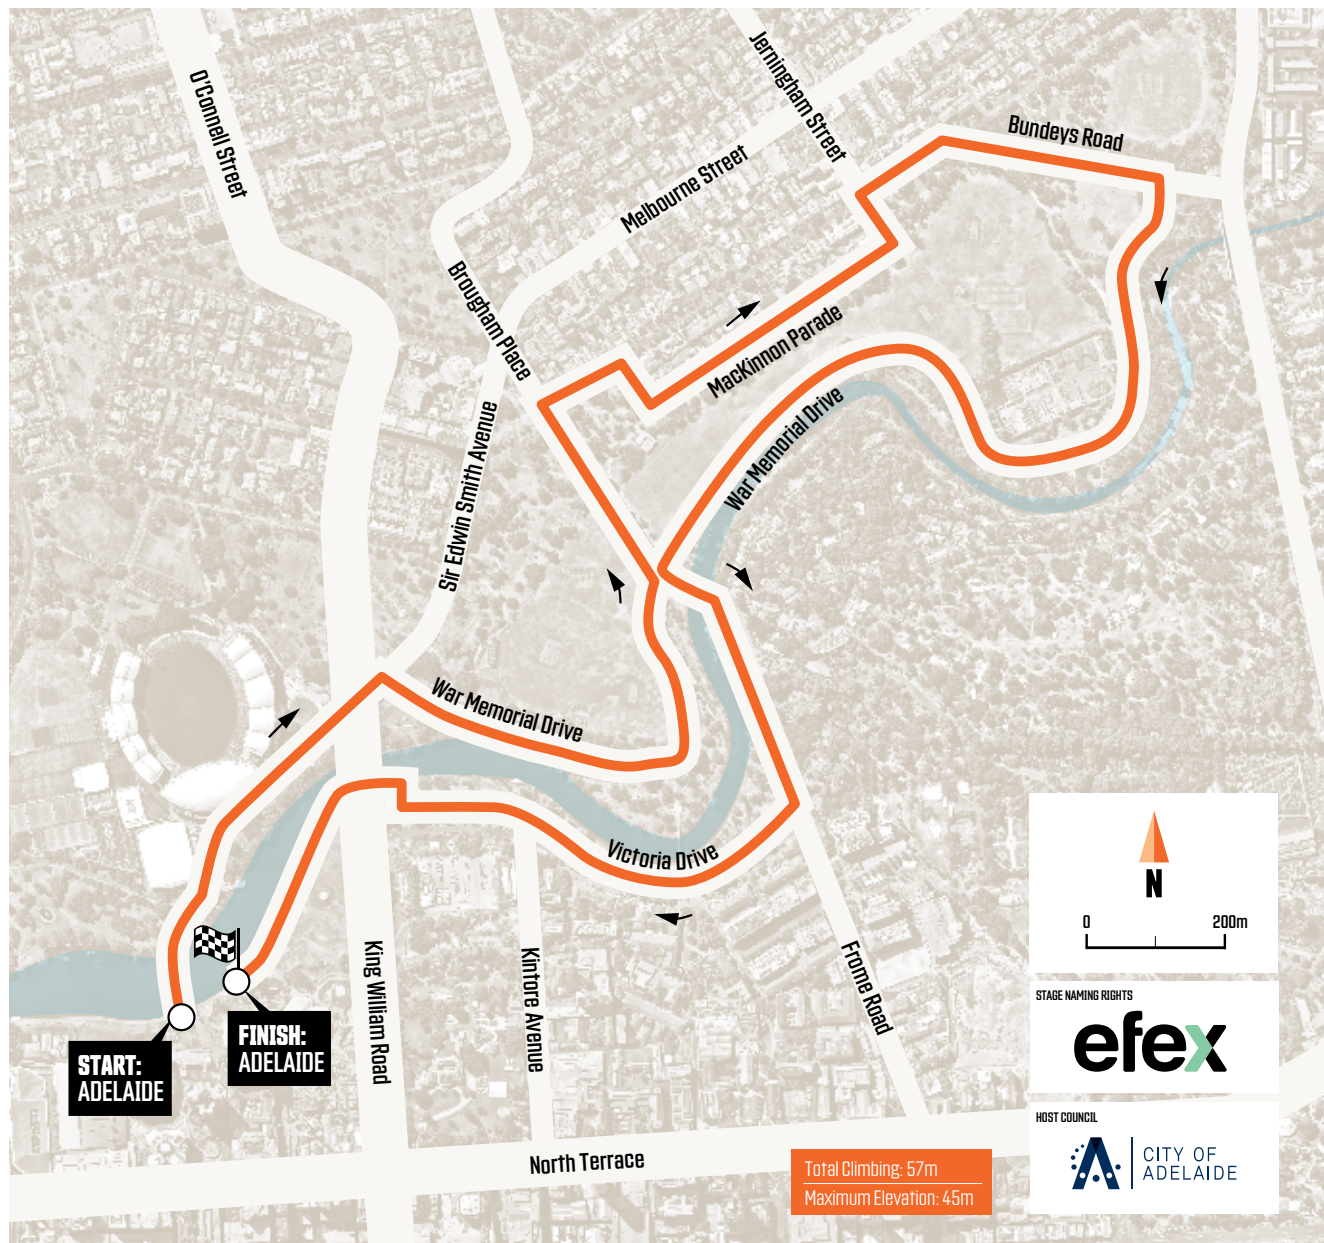 O'Connell Street
Jerningham Street
Bundeys Road
Melbourne Street
Brougham Place
MacKinnon Parade
War Memorial Drive
Sir Edwin Smith Avenue
War Memorial Drive
Victoria Drive
King William Road
Kintore Avenue
Frome Road
North Terrace
START:
ADELAIDE
FINISH:
ADELAIDE
N
0 200m
STAGE NAMING RIGHTS
efex
HOST COUNCIL
CITY OF
ADELAIDE
Total Climbing: 57m
Maximum Elevation: 45m